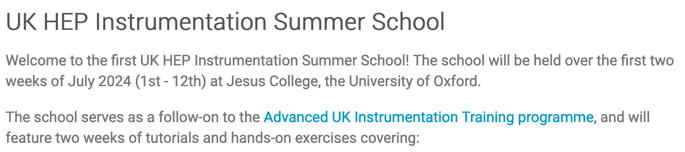 UK HEP Instrumentation Summer School
Welcome to the first UK HEP Instrumentation Summer School! The school will be held over the first two
weeks of July 2024 (1st - 12th) at Jesus College, the University of Oxford.
The school serves as a follow-on to the Advanced UK Instrumentation Training programme, and will
feature two weeks of tutorials and hands-on exercises covering: